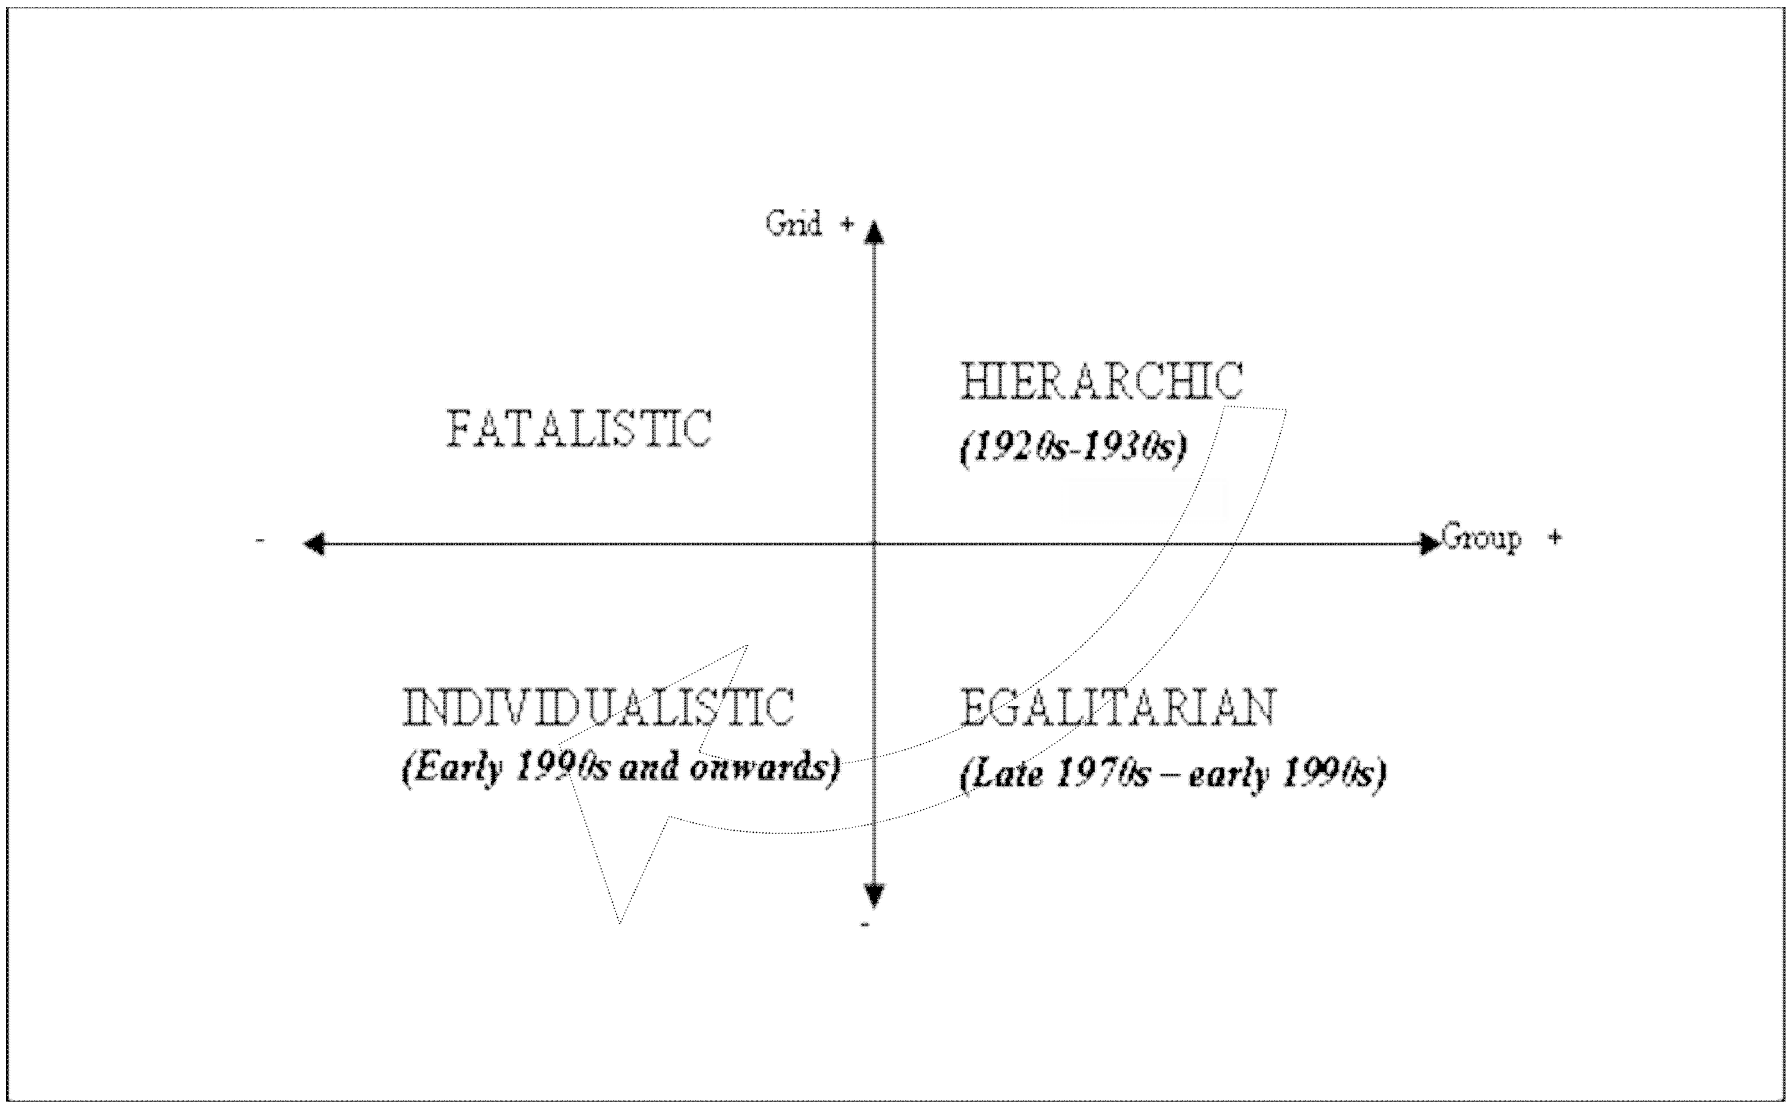 Grid +
HIERARCHIC
FATALISTIC
(1920s-1930s)
-
Group +
INDIVIDUALISTIC
EGALITARIAN
(Early 1990s and onwards)
(Late 1970s – early 1990s)
-